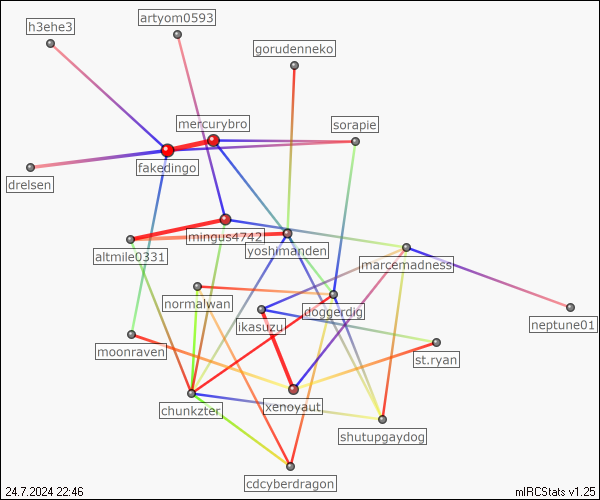 artyom0593
h3ehe3
gorudenneko
mercurybro
sorapie
fakedingo
drelsen
mingus4742
yoshimanden
altmile0331
marcemadness
normalwan
doggerdig
ikasuzu
neptune01
moonraven
st.ryan
chunkzter
xenoyaut
shutupgaydog
cdcyberdragon
24.7.2024 22:46
mIRCStats v1.25